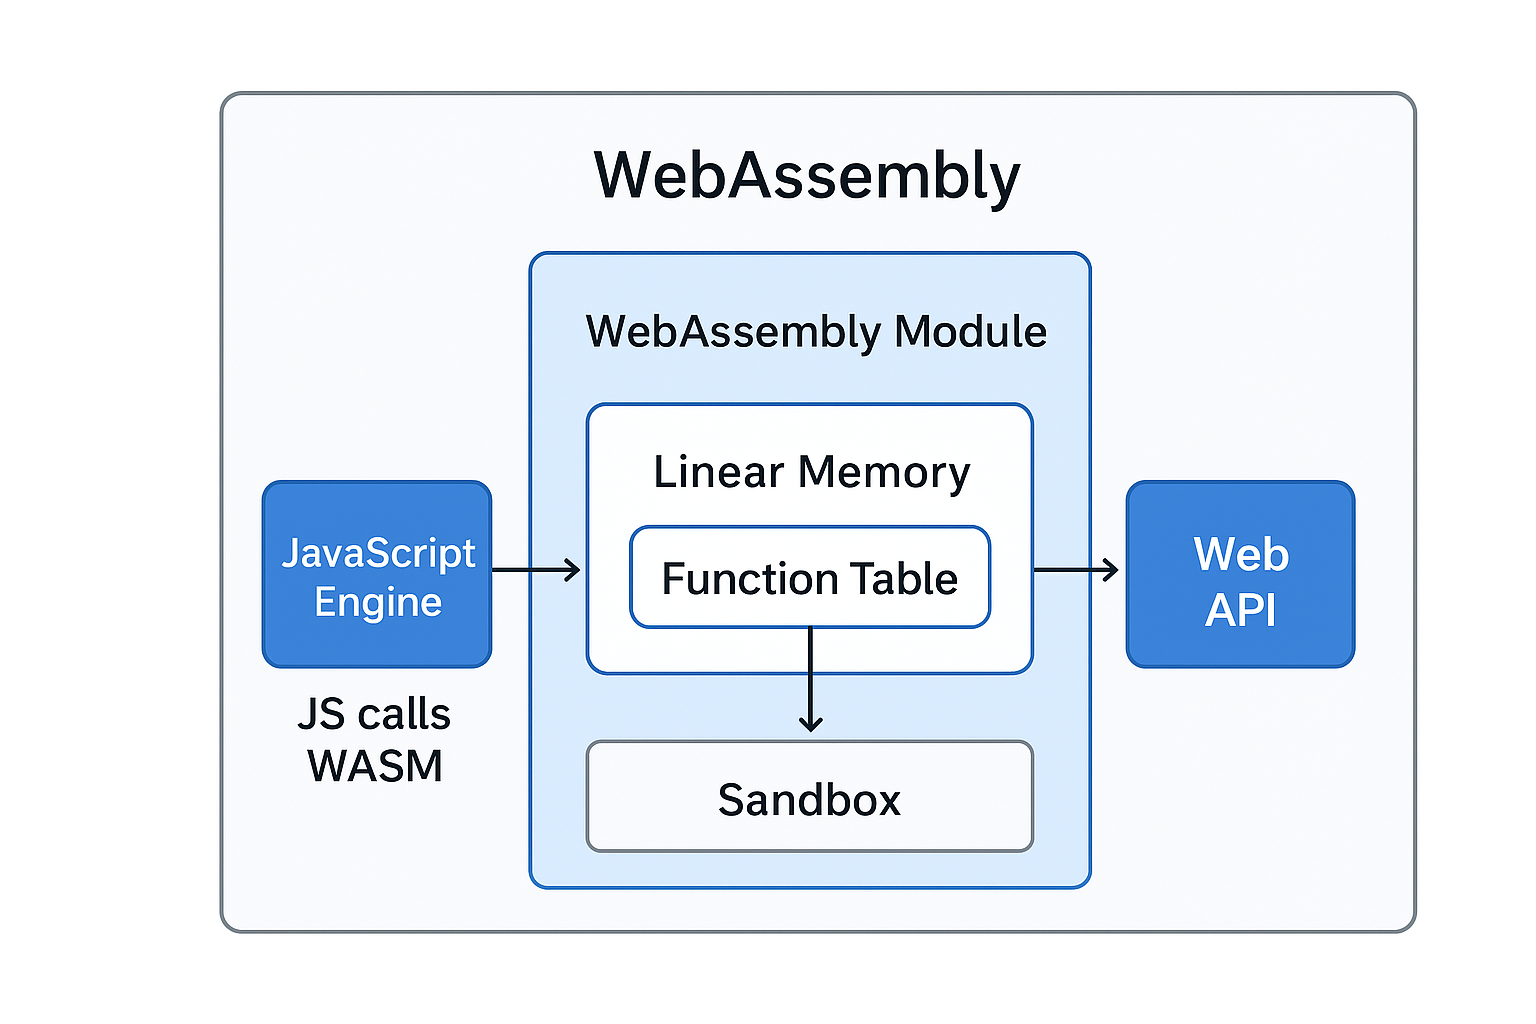 WebAssembly
WebAssembly Module
Linear Memory
Function Table
JavaScript
Engine
JS calls
WASM
Web
API
Sandbox